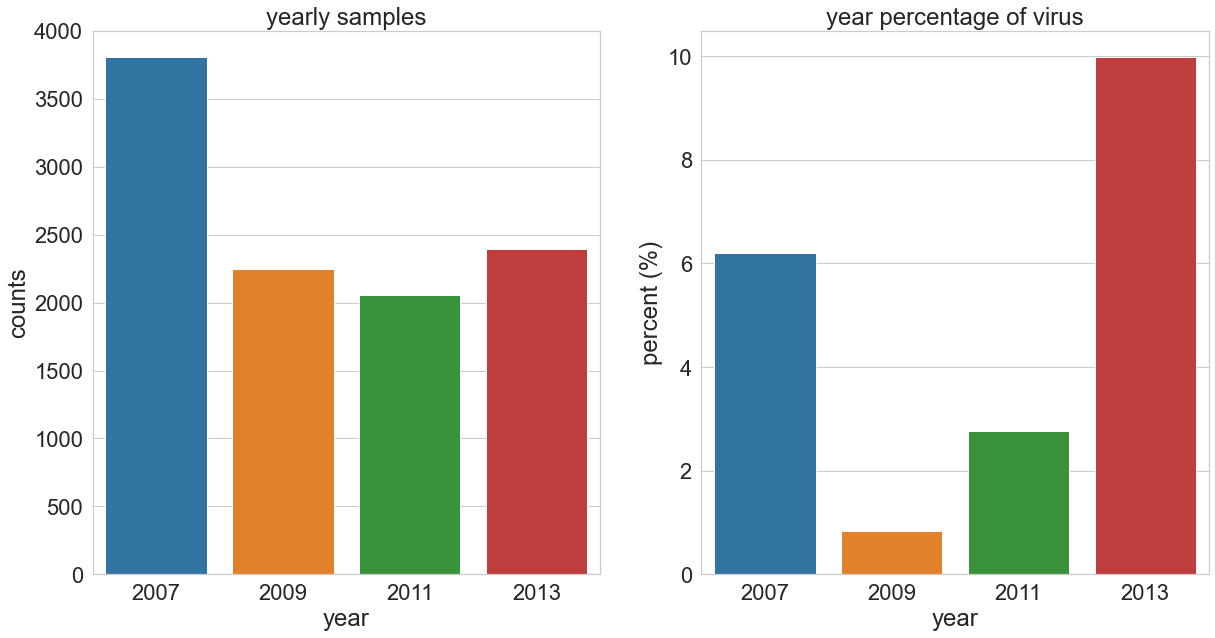 yearly samples
counts
4000
3500
3000
2500
2000
1500
1000
500
0
2007 2009 2011 2013
year
year percentage of virus
percent (%)
10
8
6
4
2
0
2007 2009 2011 2013
year